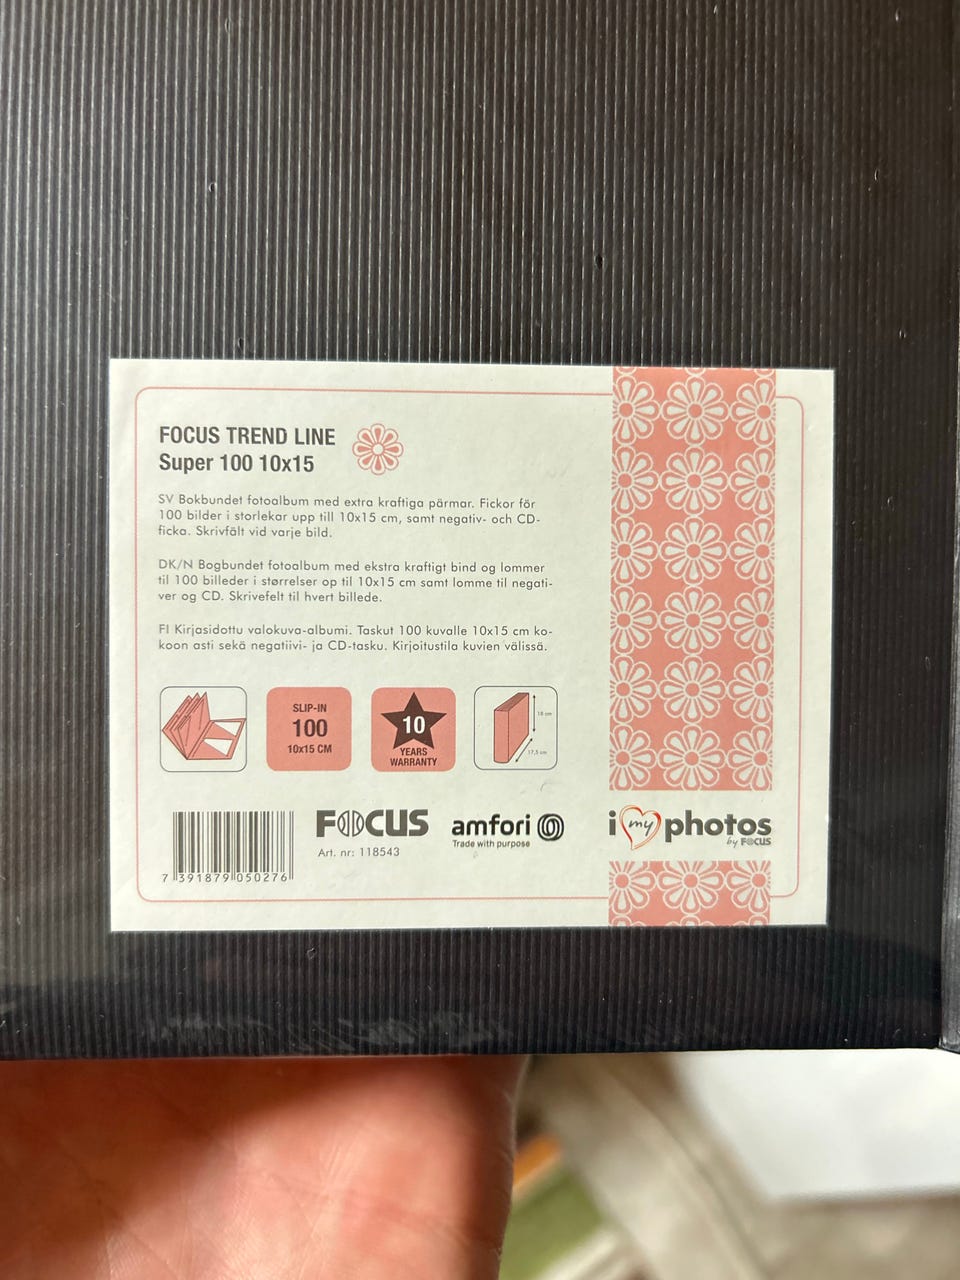 FOCUS TREND LINE
Super 100 10x15
SV Bokbundet fotoalbum med extra kraftiga pärmar. Fickor för
100 bilder i storlekar upp till 10x15 cm, samt negativ- och CD-
ficka. Skrivfält vid varje bild.
DK/N Bogbundet fotoalbum med ekstra kraftigt bind og lommer
til 100 billeder i størrelser op til 10x15 cm samt lomme til negati-
ver og CD. Skrivefelt til hvert billede.
FI Kirjasidottu valokuva-albumi. Taskut 100 kuvalle 10x15 cm ko-
koon asti sekä negatiivi- ja CD-tasku. Kirjoitustila kuvien välissä.
SLIP-IN
100
10x15 CM
10
YEARS
WARRANTY
18 cm
17,5 cm
7 391879 050276
FOCUS
Art. nr: 118543
amfori
Trade with purpose
i my photos
by FOCUS